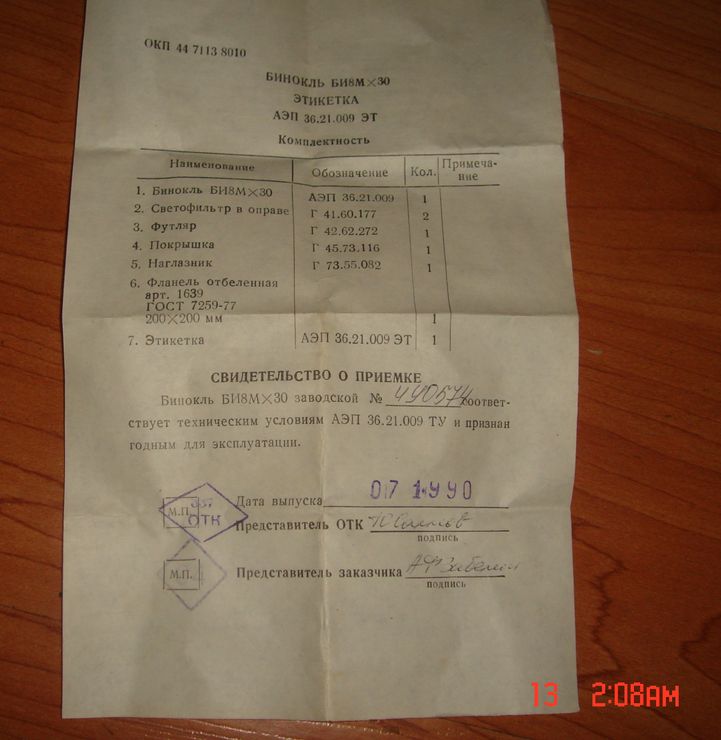 ОКП 44 7113 8010
БИНОКЛЬ БИ8М×30
ЭТИКЕТКА
АЭП 36.21.009 ЭТ
Комплектность
Наименование Обозначение Кол. Примеча-
ние
1. Бинокль БИ8М×30 АЭП 36.21.009 1
2. Светофильтр в оправе Г 41.60.177 2
3. Футляр Г 42.62.272 1
4. Покрышка Г 45.73.116 1
5. Наглазник Г 73.55.082 1
6. Фланель отбеленная
арт. 1639
ГОСТ 7259-77
200×200 мм 1
7. Этикетка АЭП 36.21.009 ЭТ 1
СВИДЕТЕЛЬСТВО О ПРИЕМКЕ
Бинокль БИ8М×30 заводской № соответ-
ствует техническим условиям АЭП 36.21.009 ТУ и признан
годным для эксплуатации.
Дата выпуска 07 1990
М.П.
ОТК
Представитель ОТК
подпись
М.П. Представитель заказчика
подпись
13 2:08AM